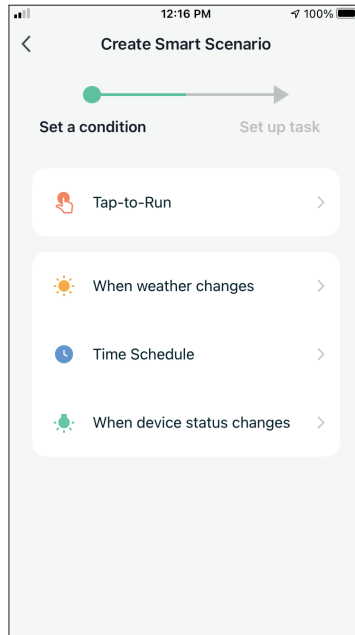 12:16 PM 100%
Create Smart Scenario
Set a condition Set up task
Tap-to-Run
When weather changes
Time Schedule
When device status changes